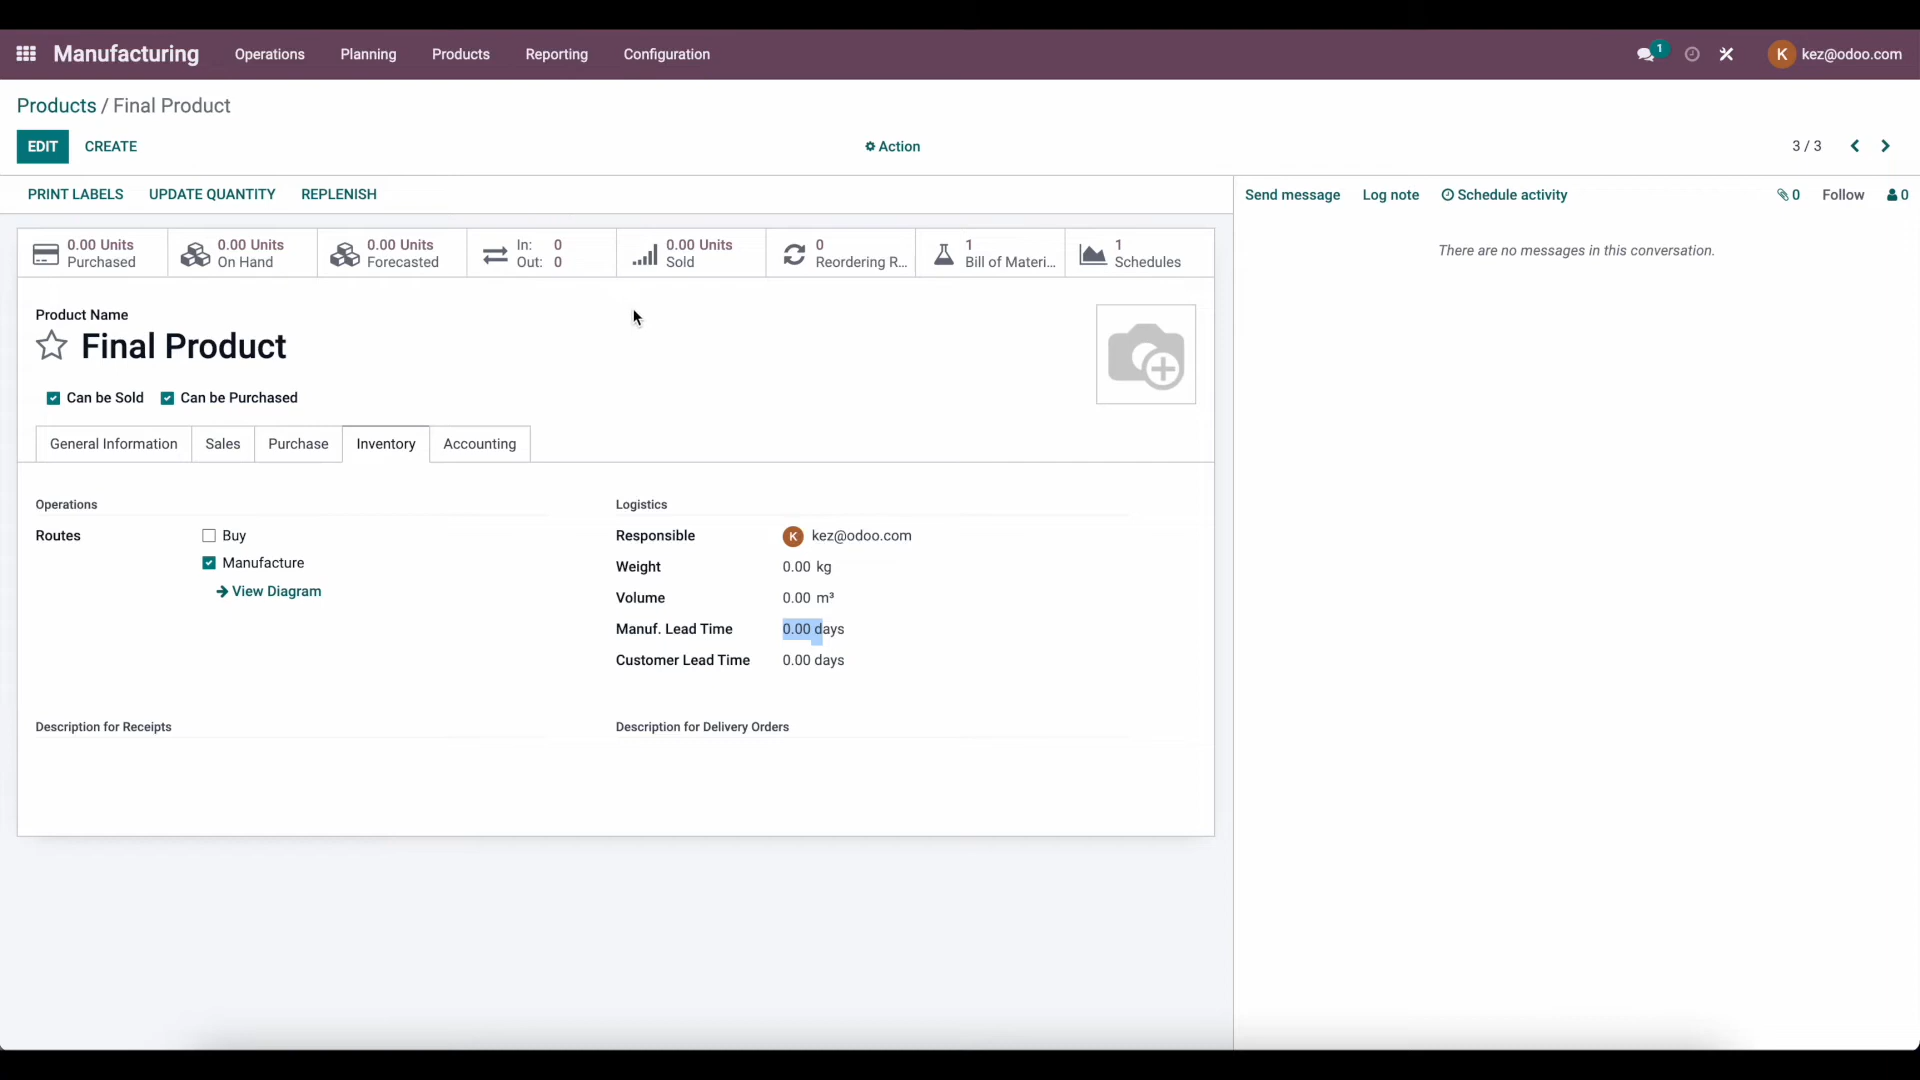 Manufacturing Operations Planning Products Reporting Configuration 1 K kez@odoo.com
Products / Final Product
EDIT CREATE Action 3 / 3
PRINT LABELS UPDATE QUANTITY REPLENISH
Send message Log note Schedule activity 0 Follow 0
0.00 Units
Purchased
0.00 Units
On Hand
0.00 Units
Forecasted
In: 0
Out: 0
0.00 Units
Sold
0
Reordering R...
1
Bill of Materi...
1
Schedules
There are no messages in this conversation.
Product Name
Final Product
Can be Sold Can be Purchased
General Information Sales Purchase Inventory Accounting
Operations
Routes Buy
Manufacture
View Diagram
Logistics
Responsible K kez@odoo.com
Weight 0.00 kg
Volume 0.00 m³
Manuf. Lead Time 0.00 days
Customer Lead Time 0.00 days
Description for Receipts
Description for Delivery Orders